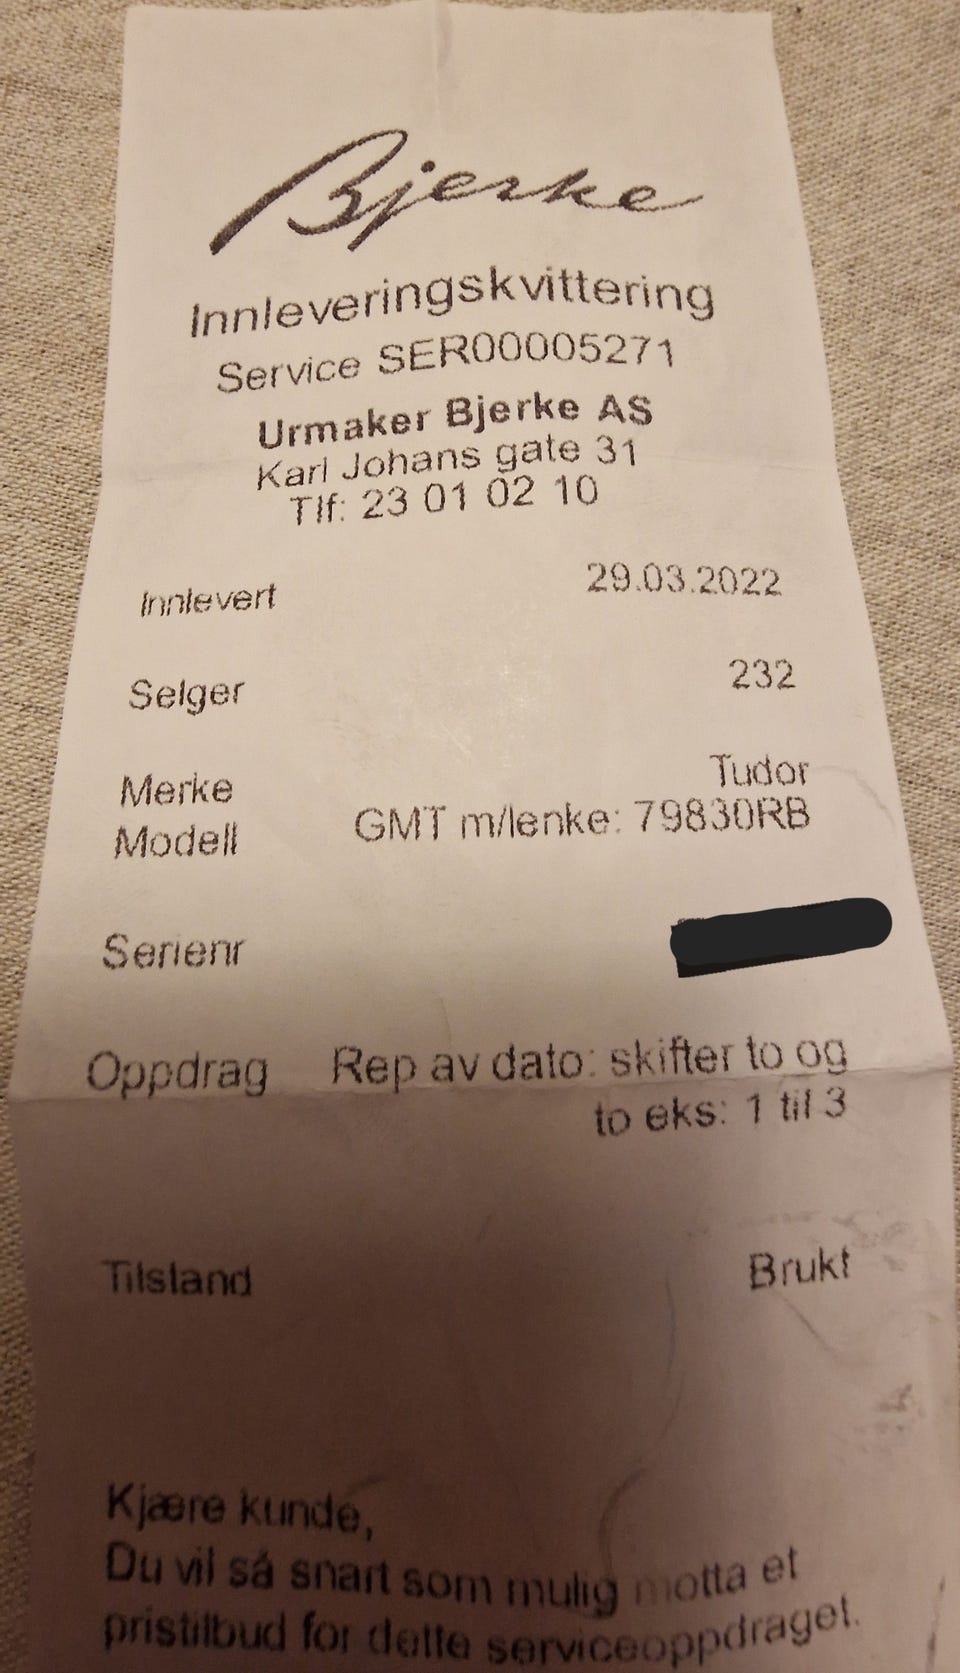 Bjerke
Innleveringskvittering
Service SER00005271
Urmaker Bjerke AS
Karl Johans gate 31
Tlf: 23 01 02 10
Innlevert 29.03.2022
Selger 232
Merke Tudor
Modell GMT m/lenke: 79830RB
Serienr
Oppdrag Rep av dato: skifter to og
to eks: 1 til 3
Tilstand Brukt
Kjære kunde,
Du vil så snart som mulig motta et
pristilbud for dette serviceoppdraget.